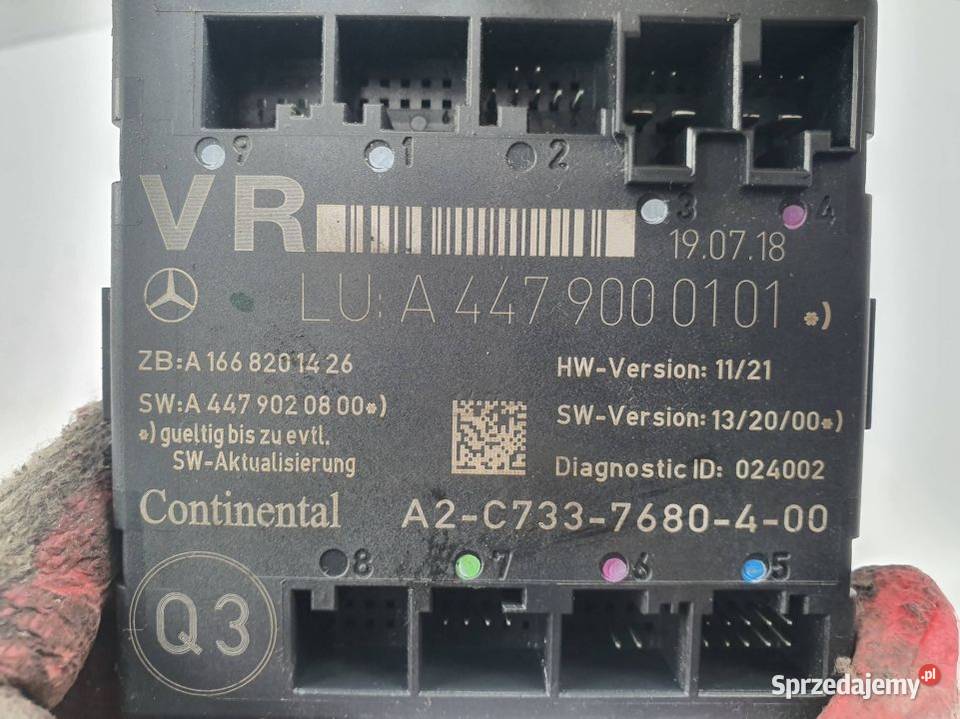 9 1 2
3 4
VR
19.07.18
LU: A 447 900 01 01 *)
ZB:A 166 820 14 26
HW-Version: 11/21
SW:A 447 902 08 00*)
SW-Version: 13/20/00*)
*) gueltig bis zu evtl.
SW-Aktualisierung
Diagnostic ID: 024002
Continental
A2-C733-7680-4-00
8 7 6 5
Q3
Sprzedajemy.pl